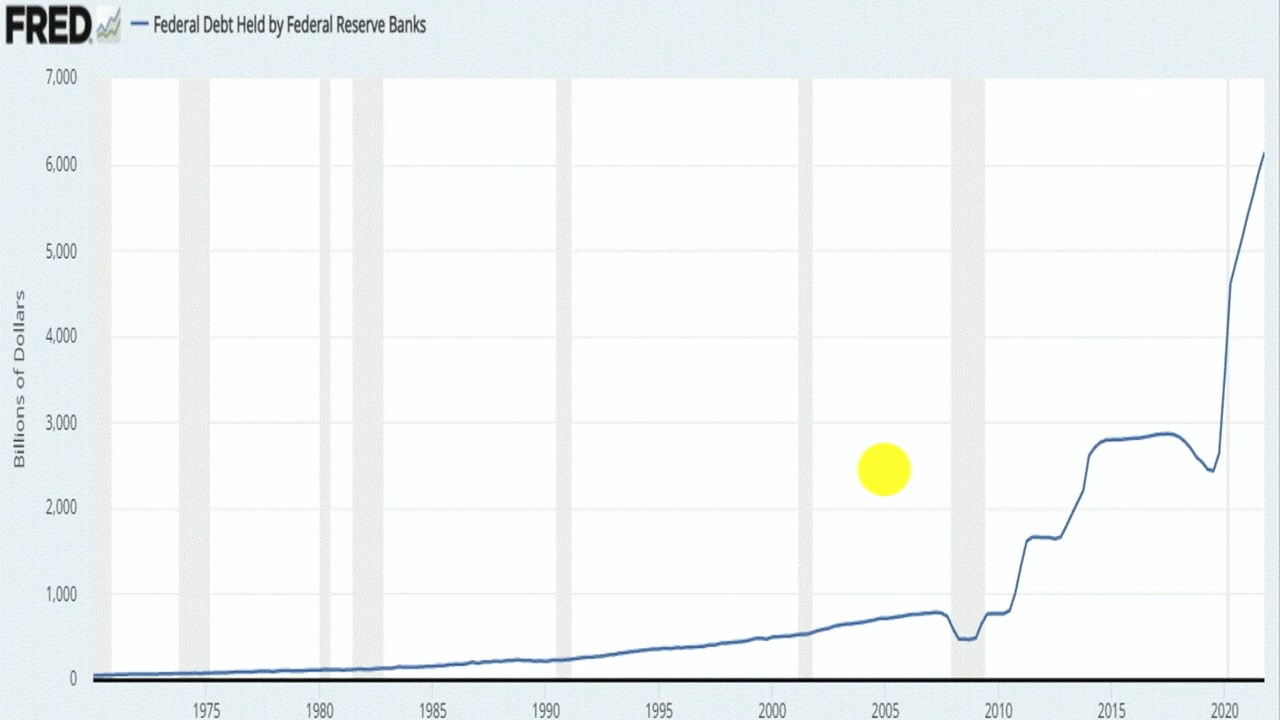 FRED
Federal Debt Held by Federal Reserve Banks
7,000
6,000
5,000
4,000
3,000
2,000
1,000
0
Billions of Dollars
1975 1980 1985 1990 1995 2000 2005 2010 2015 2020